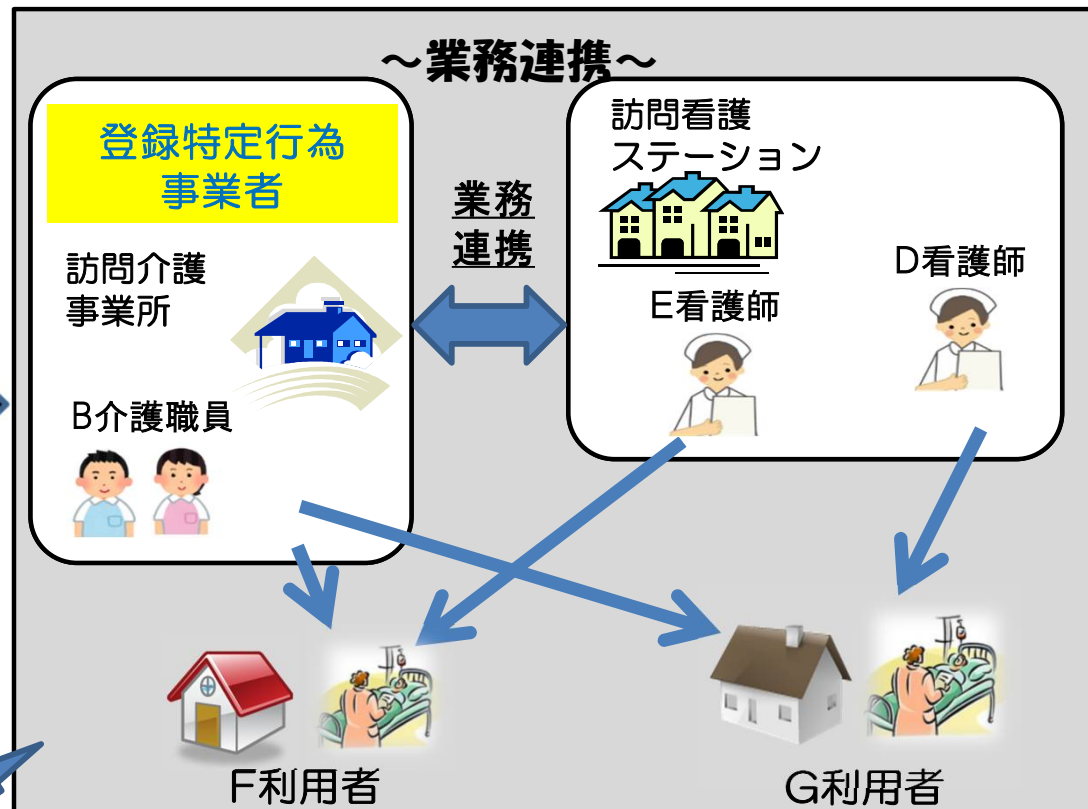 ～業務連携～
登録特定行為
事業者
訪問介護
事業所
B介護職員
業務
連携
訪問看護
ステーション
E看護師
D看護師
F利用者
G利用者